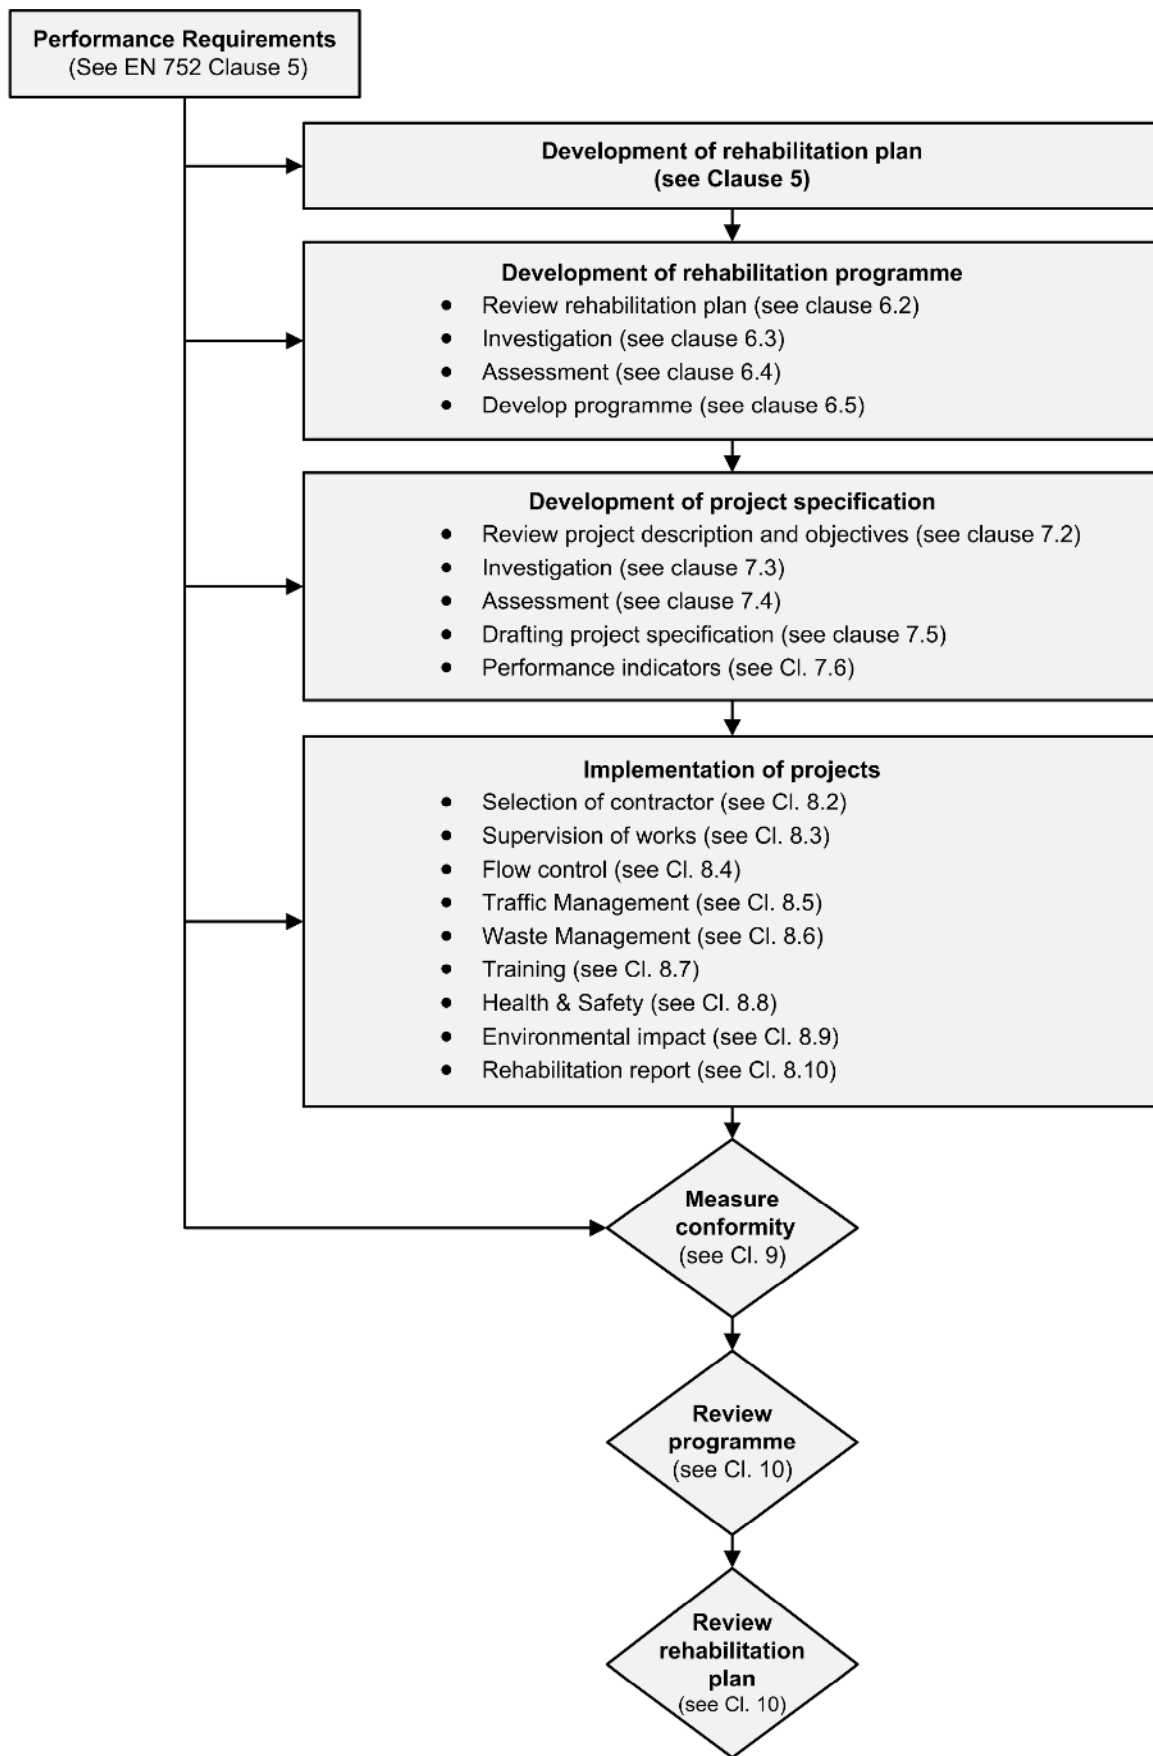 Performance Requirements
(See EN 752 Clause 5)
Development of rehabilitation plan
(see Clause 5)
Development of rehabilitation programme
• Review rehabilitation plan (see clause 6.2)
• Investigation (see clause 6.3)
• Assessment (see clause 6.4)
• Develop programme (see clause 6.5)
Development of project specification
• Review project description and objectives (see clause 7.2)
• Investigation (see clause 7.3)
• Assessment (see clause 7.4)
• Drafting project specification (see clause 7.5)
• Performance indicators (see Cl. 7.6)
Implementation of projects
• Selection of contractor (see Cl. 8.2)
• Supervision of works (see Cl. 8.3)
• Flow control (see Cl. 8.4)
• Traffic Management (see Cl. 8.5)
• Waste Management (see Cl. 8.6)
• Training (see Cl. 8.7)
• Health & Safety (see Cl. 8.8)
• Environmental impact (see Cl. 8.9)
• Rehabilitation report (see Cl. 8.10)
Measure
conformity
(see Cl. 9)
Review
programme
(see Cl. 10)
Review
rehabilitation
plan
(see Cl. 10)